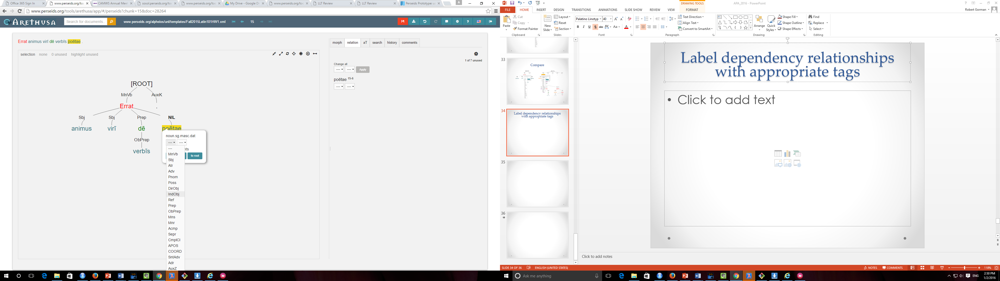 Office 365 Sign In
www.perseids.org/too
CAMWS Annual Meet
sosol.perseids.org/too
www.perseids.org/too
My Drive - Google Dr
www.perseids.org/too
LLT Review
LLT Review
Perseids Prototype: u
www.perseids.org/tools/arethusa/app/#/perseids?chunk=15&doc=28264
ARETHUSA
Search for documents..
www.perseids.org/alpheios/unl/templates/Fall2015Latin101HW1.xml
15
Errat animus virī dē verbīs poētae .
selection none 0 unused highlight unused
[ROOT]
MnVb AuxK
Errat .
Sbj Sbj Prep NIL
animus virī dē poētae
ObPrep
verbīs
noun.sg.masc.dat
--- ---
nts
to root
---
MnVb
Sbj
Atr
Adv
Pnom
Poss
DirObj
IndObj
Ref
Prep
ObPrep
Mns
Mnr
Acmp
Sepr
CmplCl
APOS
COORD
SntAdv
Adr
AuxZ
morph relation aT search history comments
1 of 7 unused
Change all
--- --- Apply
poētae 15-6
--- ---
DRAWING TOOLS
APA_2016 - PowerPoint
FILE HOME INSERT DESIGN TRANSITIONS ANIMATIONS SLIDE SHOW REVIEW VIEW FORMAT
Robert Gorman
Paste
Cut
Copy
Format Painter
Clipboard
New Slide
Layout
Reset
Section
Slides
Palatino Linotyp 40
B I U S abc AV Aa A
Font
Text Direction
Align Text
Convert to SmartArt
Paragraph
Arrange
Quick Styles
Shape Fill
Shape Outline
Shape Effects
Drawing
Find
Replace
Select
Editing
33
Compare
34
Label dependency relationships
with appropriate tags
35
36
Label dependency relationships
with appropriate tags
• Click to add text
Click to add notes
SLIDE 34 OF 36
ENGLISH (UNITED STATES)
NOTES
COMMENTS
110%
Ask me anything
ENG
2:50 PM
1/2/2016